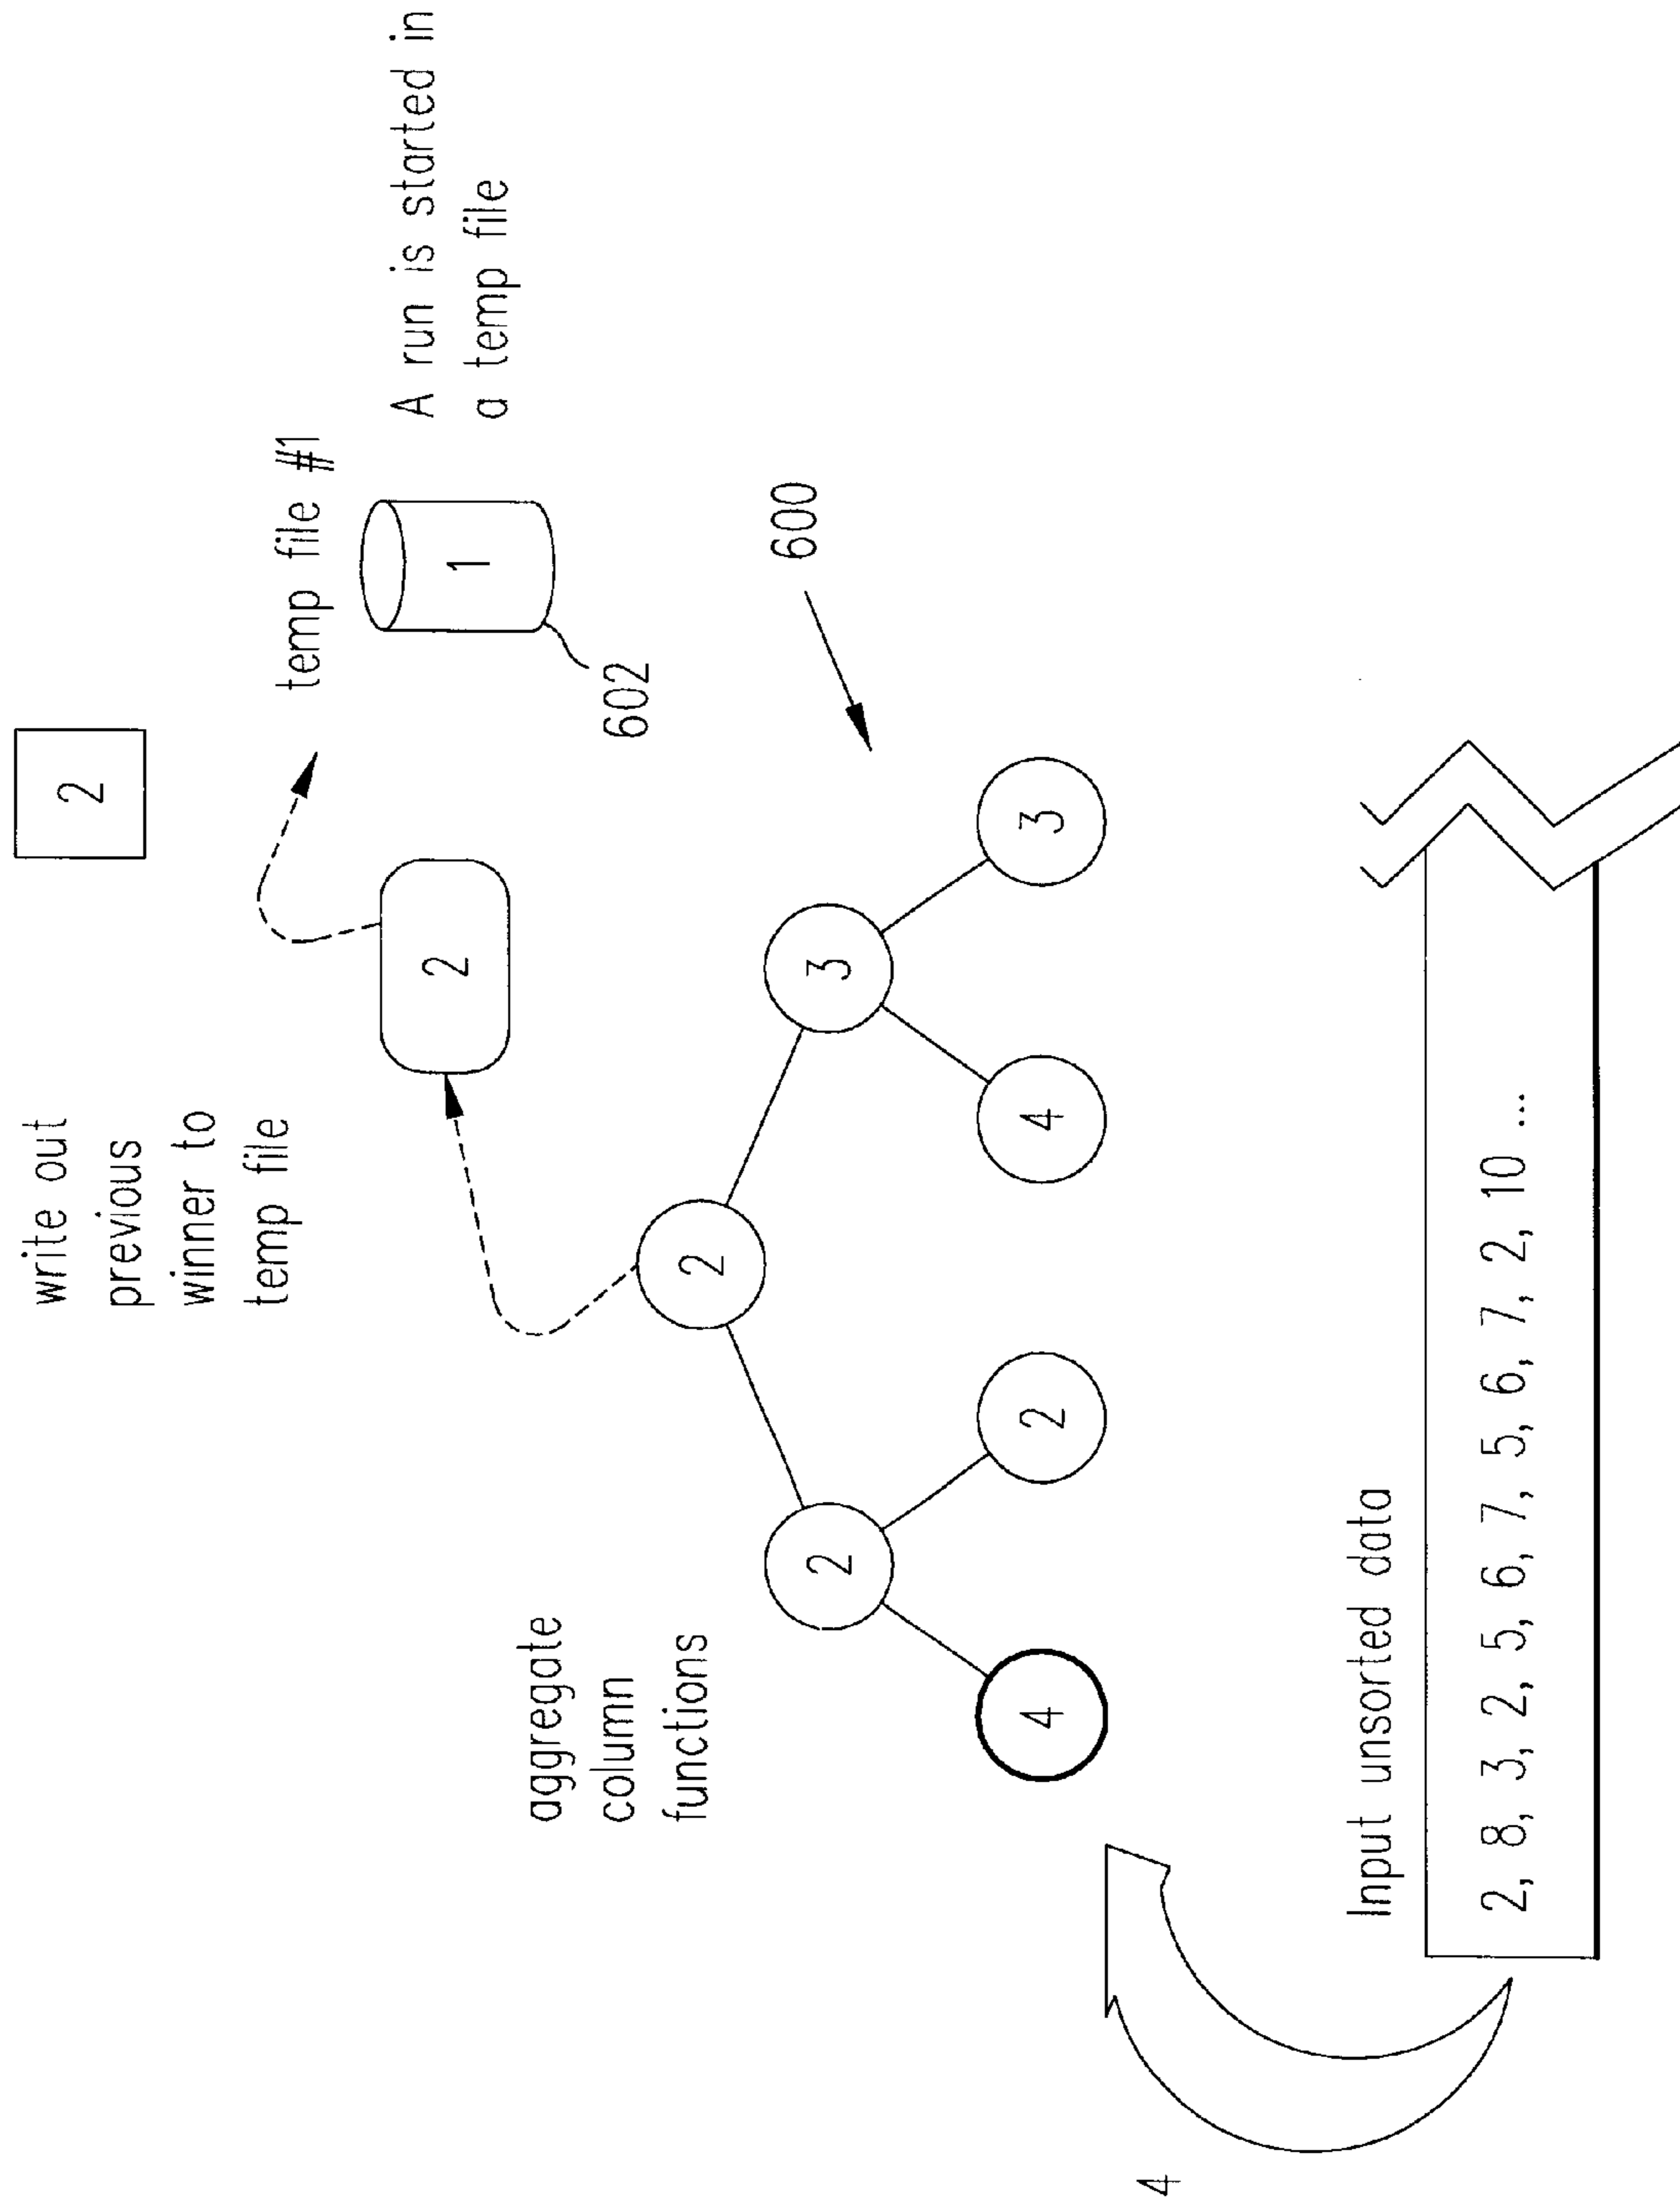 write out
previous
winner to
temp file
2
temp file #1
A run is started in
a temp file
1
602
2
aggregate
column
functions
2
600
2
3
4
2
4
3
4
Input unsorted data
2, 8, 3, 2, 5, 6, 7, 5, 6, 7, 2, 10 ...